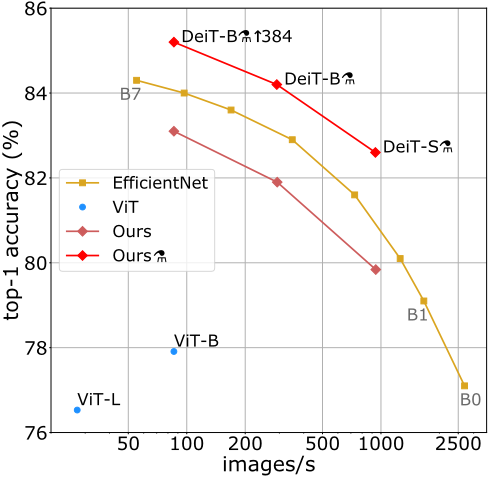 86
84
82
80
78
76
top-1 accuracy (%)
DeiT-B⚗↑384
DeiT-B⚗
DeiT-S⚗
B7
EfficientNet
ViT
Ours
Ours⚗
B1
ViT-B
ViT-L
B0
50 100 200 500 1000 2500
images/s